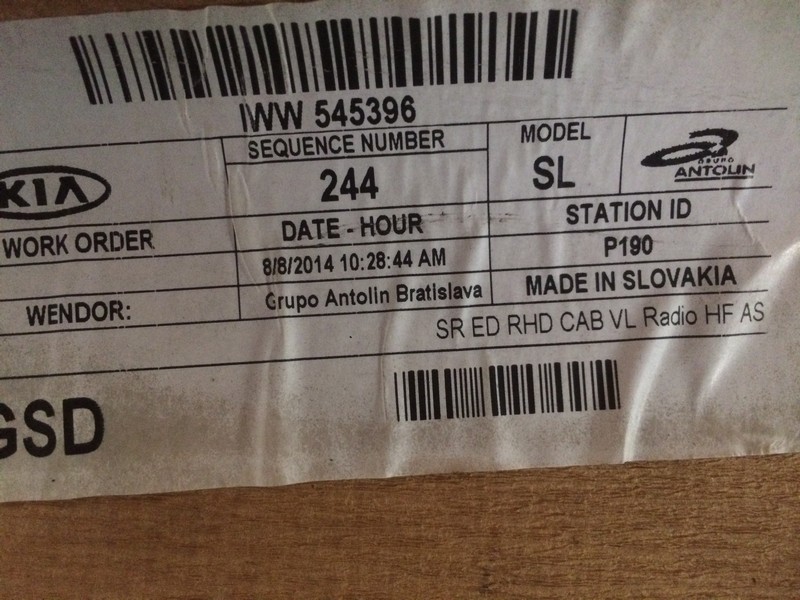 IWW 545396
KIA
SEQUENCE NUMBER
244
MODEL
SL
GRUPO
ANTOLIN
WORK ORDER
DATE - HOUR
8/8/2014 10:28:44 AM
STATION ID
P190
WENDOR:
Grupo Antolin Bratislava
MADE IN SLOVAKIA
SR ED RHD CAB VL Radio HF AS
GSD